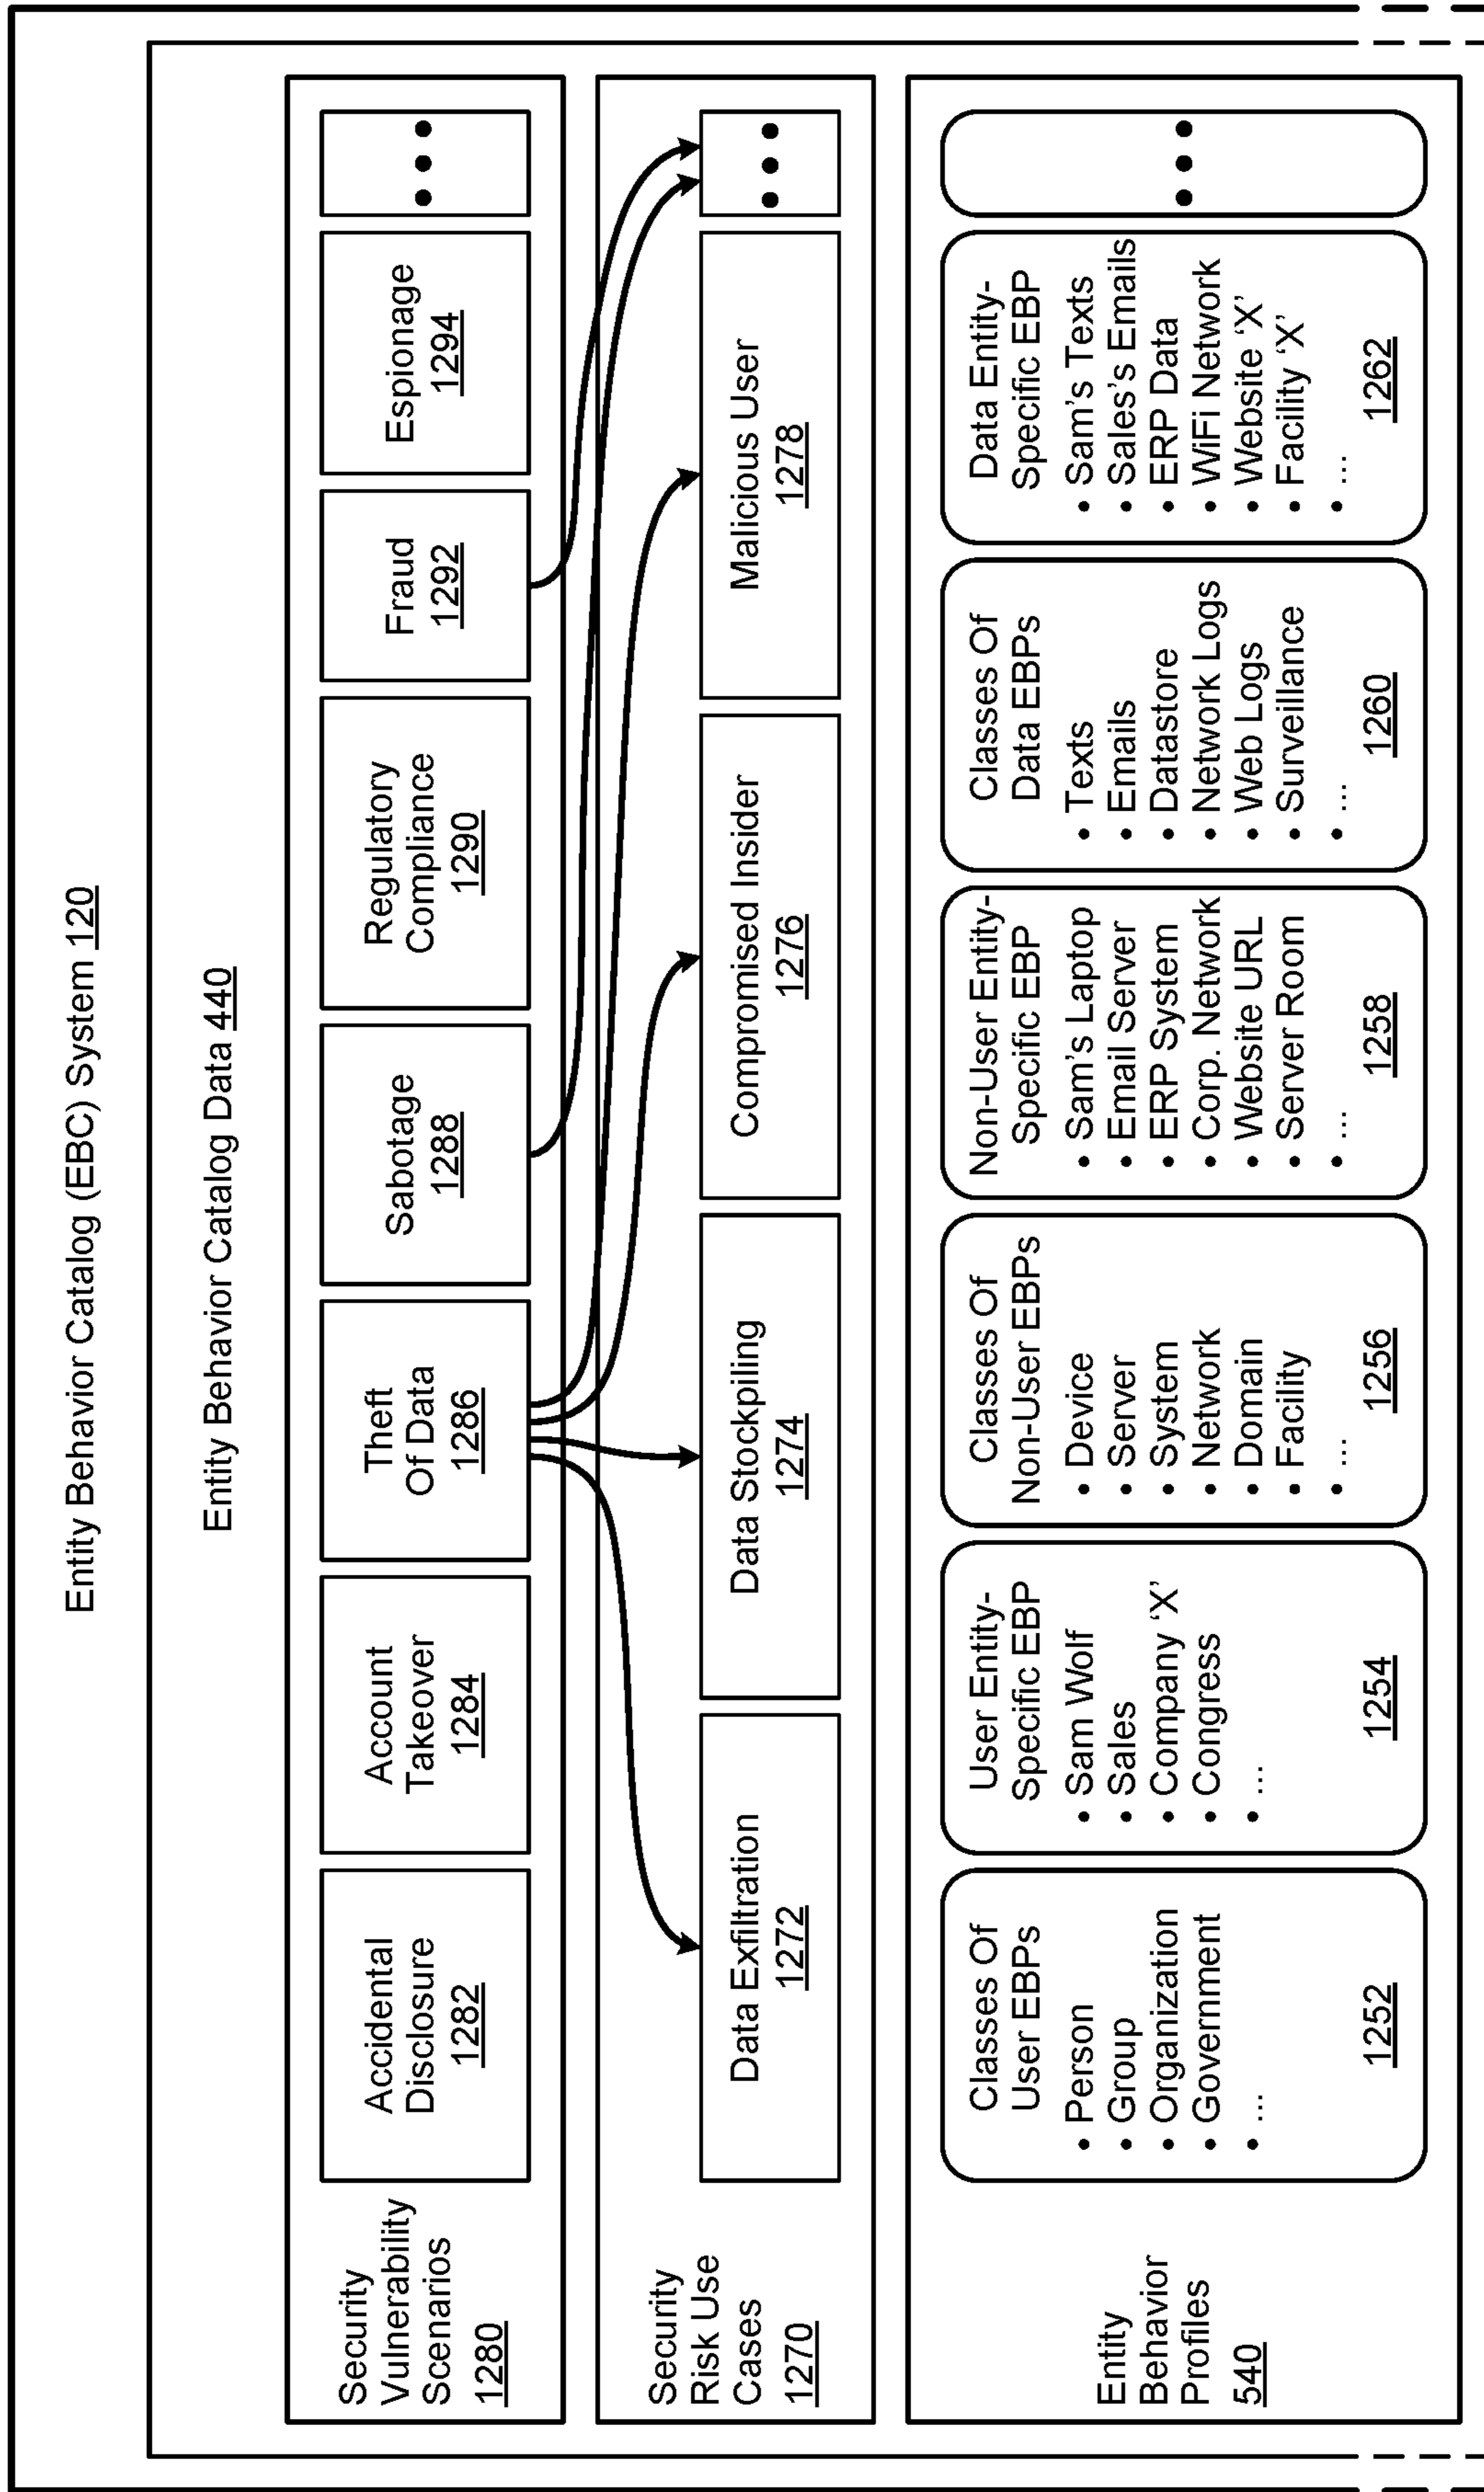 Entity Behavior Catalog (EBC) System 120
Entity Behavior Catalog Data 440
Security
Vulnerability
Scenarios
1280
Accidental
Disclosure
1282
Account
Takeover
1284
Theft
Of Data
1286
Sabotage
1288
Regulatory
Compliance
1290
Fraud
1292
Espionage
1294
•••
Security
Risk Use
Cases
1270
Data Exfiltration
1272
Data Stockpiling
1274
Compromised Insider
1276
Malicious User
1278
•••
Entity
Behavior
Profiles
540
Classes Of
User EBPs
• Person
• Group
• Organization
• Government
• ...
1252
User Entity-
Specific EBP
• Sam Wolf
• Sales
• Company ‘X’
• Congress
• ...
1254
Classes Of
Non-User EBPs
• Device
• Server
• System
• Network
• Domain
• Facility
• ...
1256
Non-User Entity-
Specific EBP
• Sam's Laptop
• Email Server
• ERP System
• Corp. Network
• Website URL
• Server Room
• ...
1258
Classes Of
Data EBPs
• Texts
• Emails
• Datastore
• Network Logs
• Web Logs
• Surveillance
• ...
1260
Data Entity-
Specific EBP
• Sam's Texts
• Sales's Emails
• ERP Data
• WiFi Network
• Website ‘X’
• Facility ‘X’
• ...
1262
•••